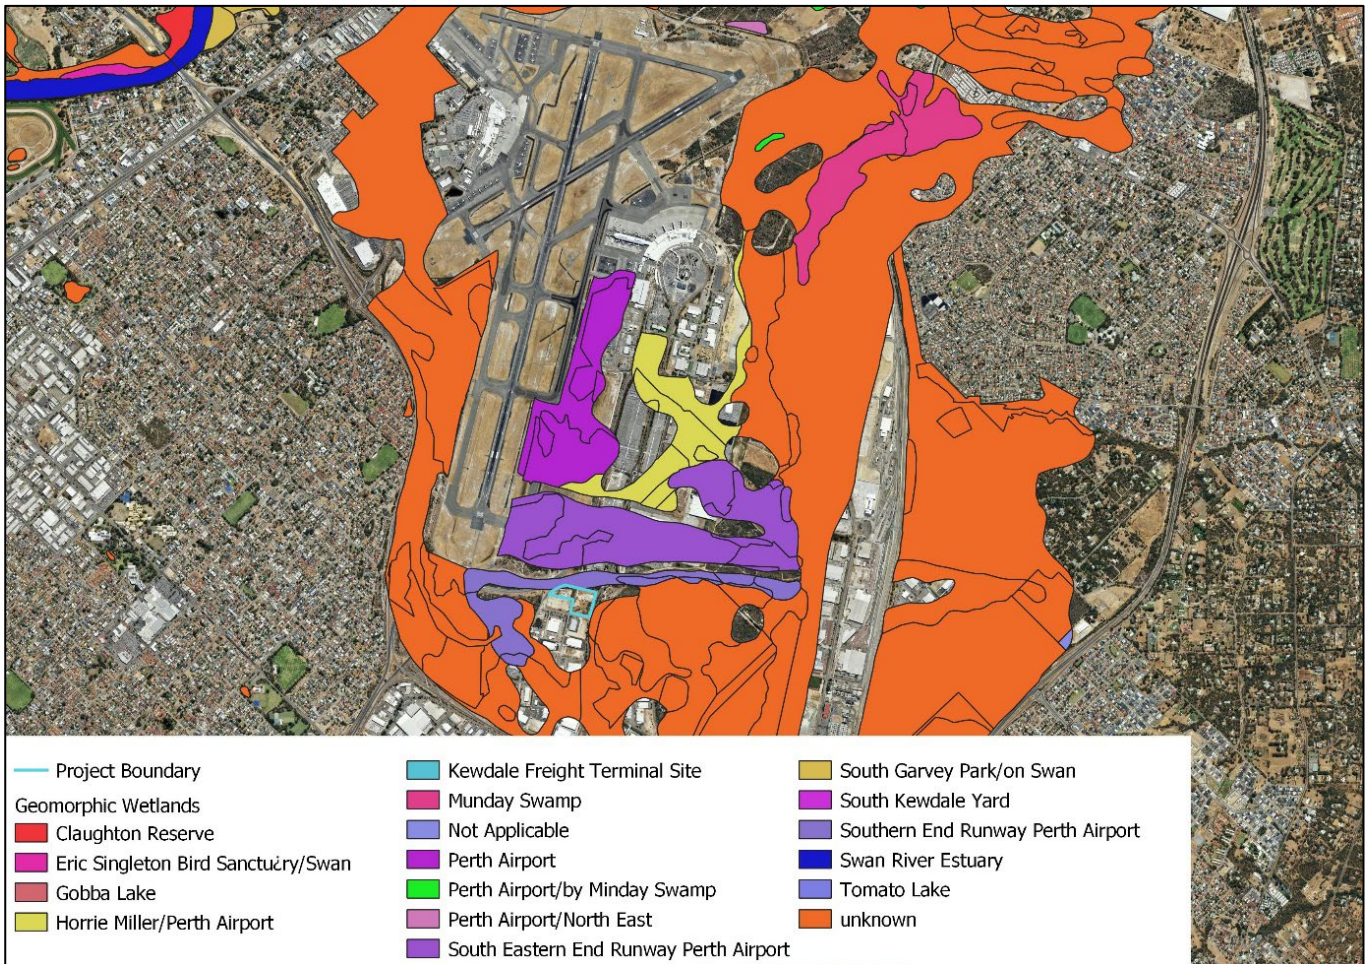 Project Boundary
Geomorphic Wetlands
Claughton Reserve
Eric Singleton Bird Sanctuary/Swan
Gobba Lake
Horrie Miller/Perth Airport
Kewdale Freight Terminal Site
Munday Swamp
Not Applicable
Perth Airport
Perth Airport/by Minday Swamp
Perth Airport/North East
South Eastern End Runway Perth Airport
South Garvey Park/on Swan
South Kewdale Yard
Southern End Runway Perth Airport
Swan River Estuary
Tomato Lake
unknown